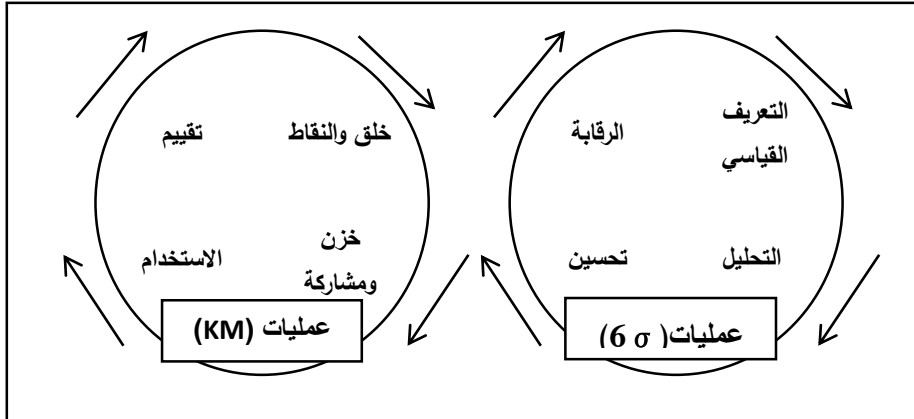 التعريف
القياسي
الرقابة
التحليل
تحسين
عمليات( 6 σ)
خلق والنقاط
تقييم
خزن
ومشاركة
الاستخدام
عمليات (KM)